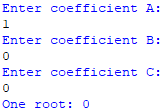 Enter coefficient A:
1
Enter coefficient B:
0
Enter coefficient C:
0
One root: 0